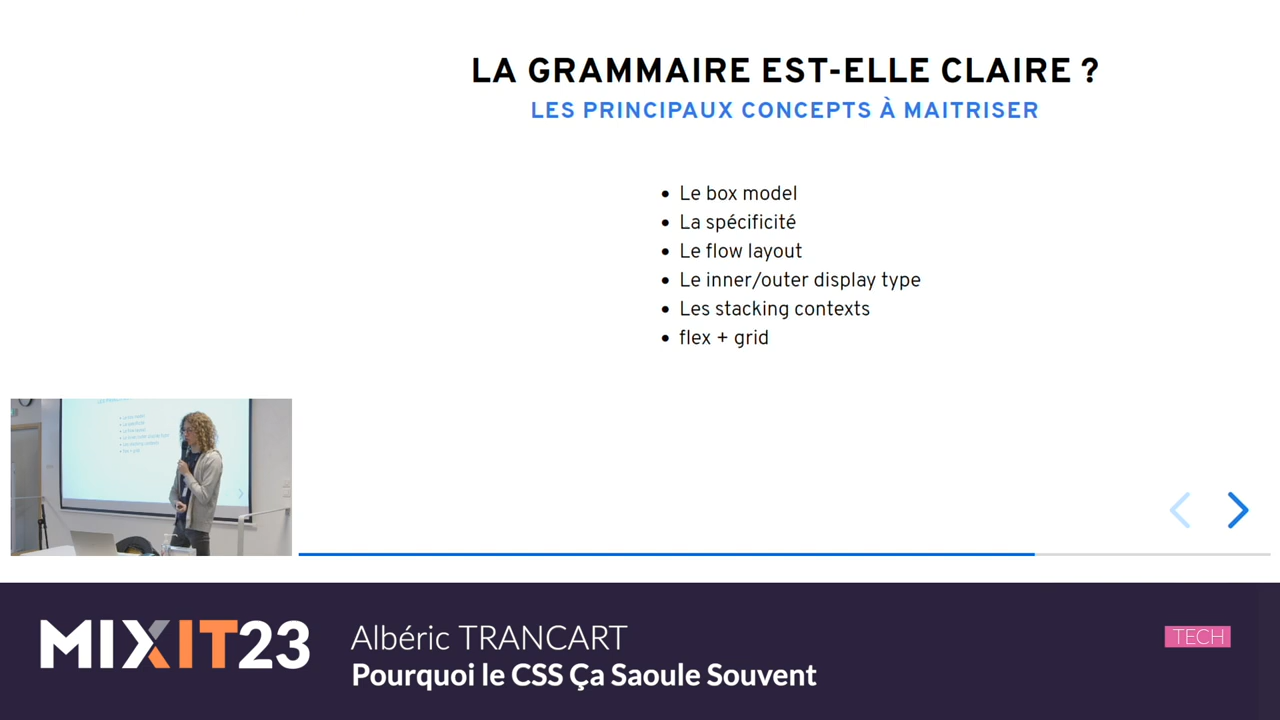 LA GRAMMAIRE EST-ELLE CLAIRE ?
LES PRINCIPAUX CONCEPTS À MAITRISER
• Le box model
• La spécificité
• Le flow layout
• Le inner/outer display type
• Les stacking contexts
• flex + grid
MIXIT23
Albéric TRANCART
Pourquoi le CSS Ça Saoule Souvent
TECH